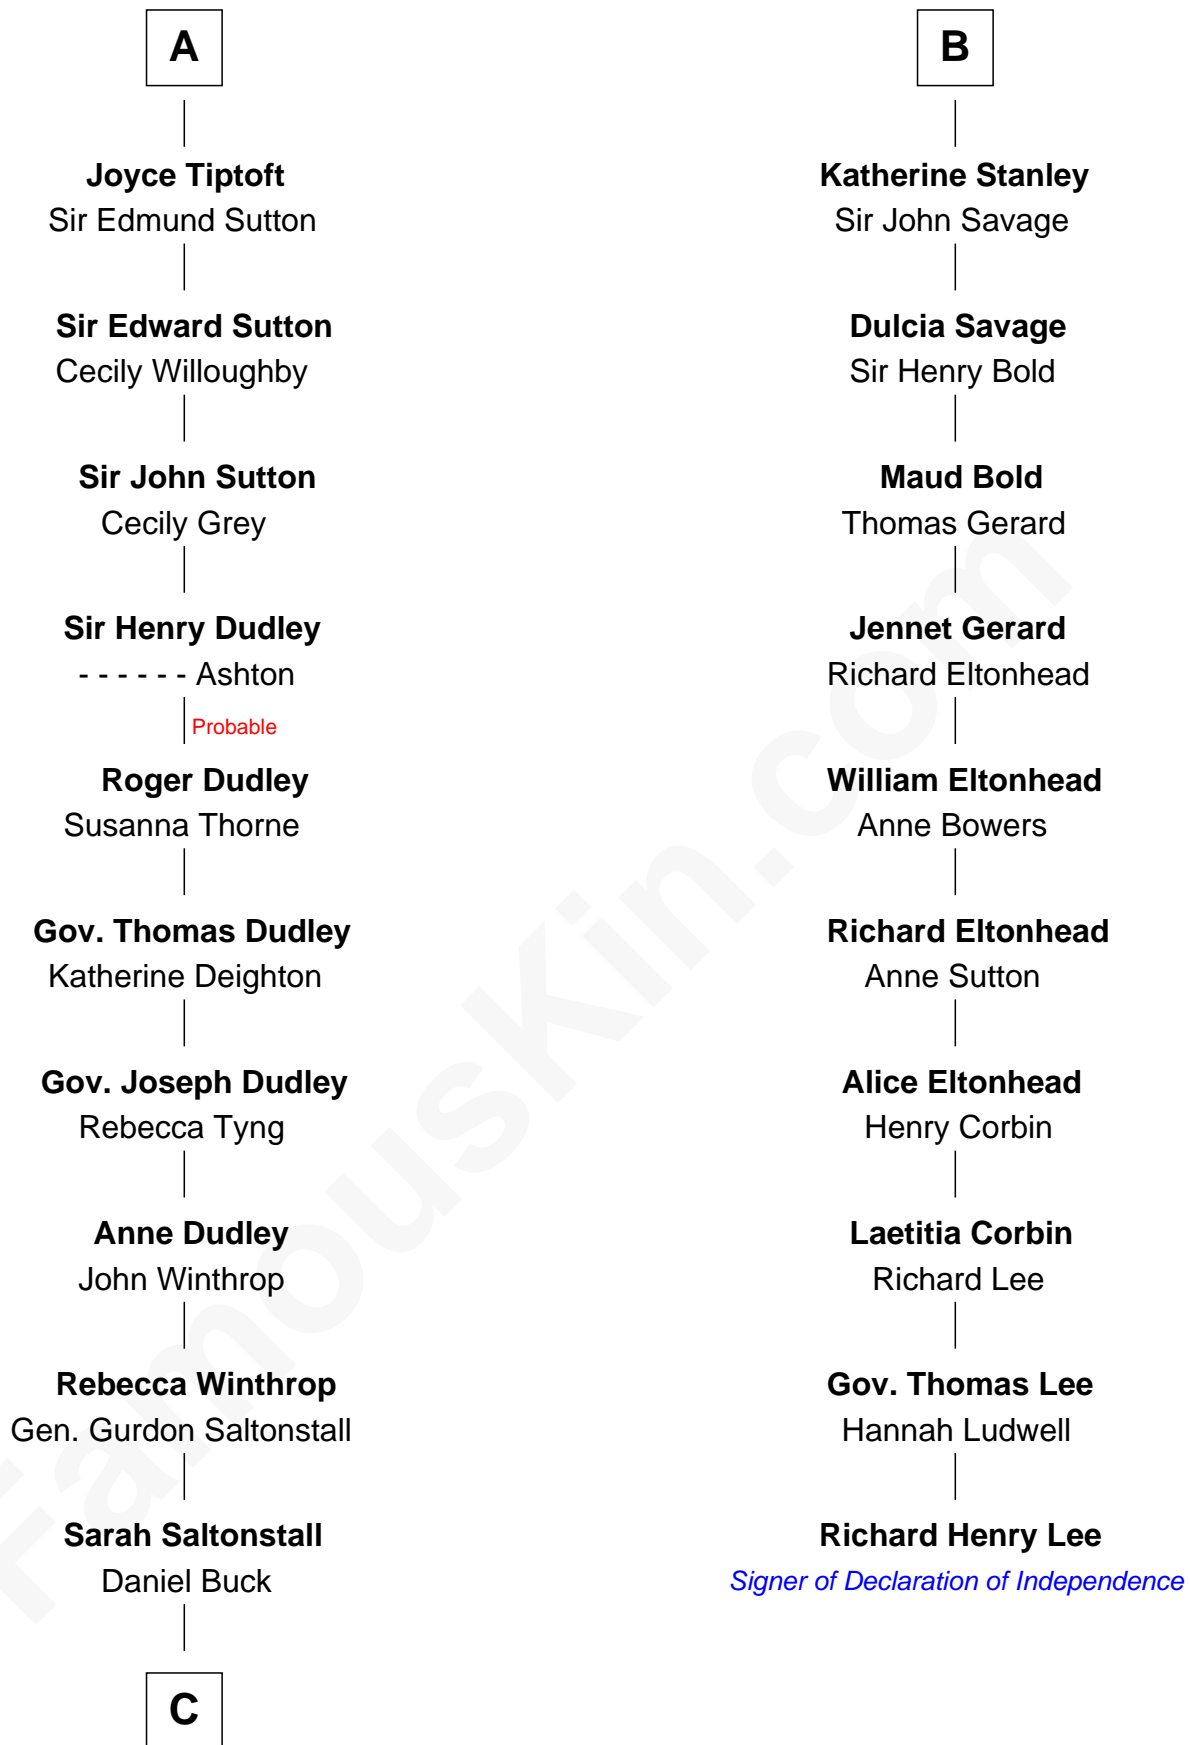 A
Joyce Tiptoft
Sir Edmund Sutton
Sir Edward Sutton
Cecily Willoughby
Sir John Sutton
Cecily Grey
Sir Henry Dudley
- - - - - - Ashton
Probable
Roger Dudley
Susanna Thorne
Gov. Thomas Dudley
Katherine Deighton
Gov. Joseph Dudley
Rebecca Tyng
Anne Dudley
John Winthrop
Rebecca Winthrop
Gen. Gurdon Saltonstall
Sarah Saltonstall
Daniel Buck
C
B
Katherine Stanley
Sir John Savage
Dulcia Savage
Sir Henry Bold
Maud Bold
Thomas Gerard
Jennet Gerard
Richard Eltonhead
William Eltonhead
Anne Bowers
Richard Eltonhead
Anne Sutton
Alice Eltonhead
Henry Corbin
Laetitia Corbin
Richard Lee
Gov. Thomas Lee
Hannah Ludwell
Richard Henry Lee
Signer of Declaration of Independence
FamousKin.com